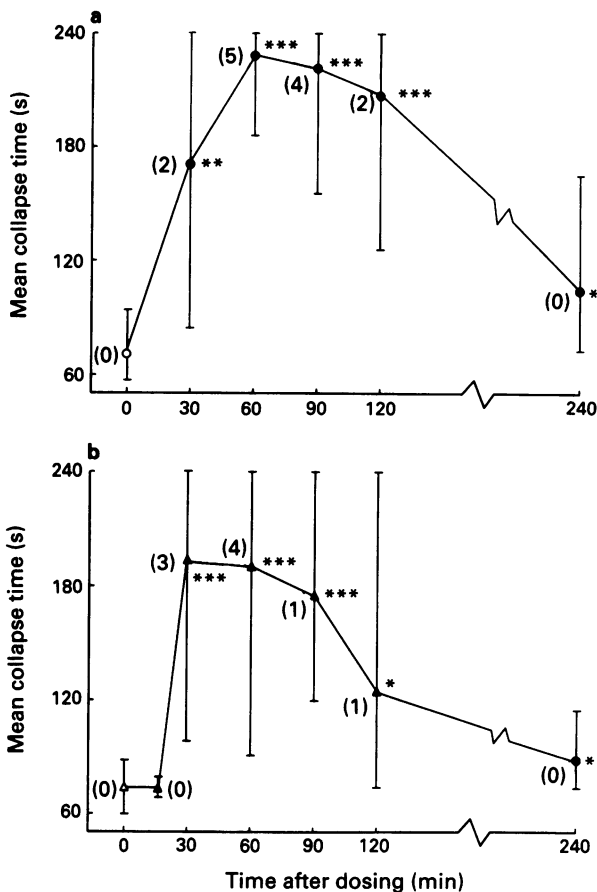 a
240
180
120
60
Mean collapse time (s)
(0)
(2) **
(5) ***
(4) ***
(2) ***
(0) *
0 30 60 90 120 240
b
240
180
120
60
Mean collapse time (s)
(0) (0)
(3) ***
(4) ***
(1) ***
(1) *
(0) *
0 30 60 90 120 240
Time after dosing (min)